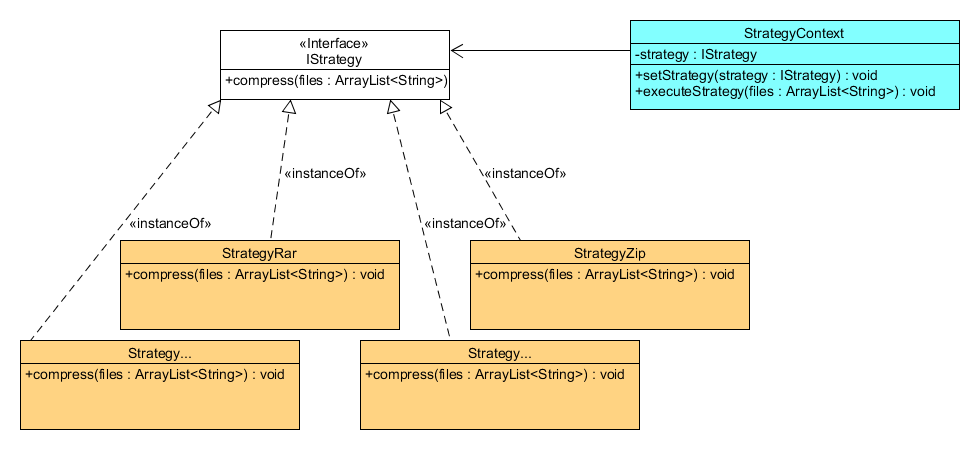 «Interface»
IStrategy
+compress(files : ArrayList<String>)
StrategyContext
-strategy : IStrategy
+setStrategy(strategy : IStrategy) : void
+executeStrategy(files : ArrayList<String>) : void
«instanceOf»
«instanceOf»
«instanceOf»
«instanceOf»
StrategyRar
+compress(files : ArrayList<String>) : void
StrategyZip
+compress(files : ArrayList<String>) : void
Strategy...
+compress(files : ArrayList<String>) : void
Strategy...
+compress(files : ArrayList<String>) : void